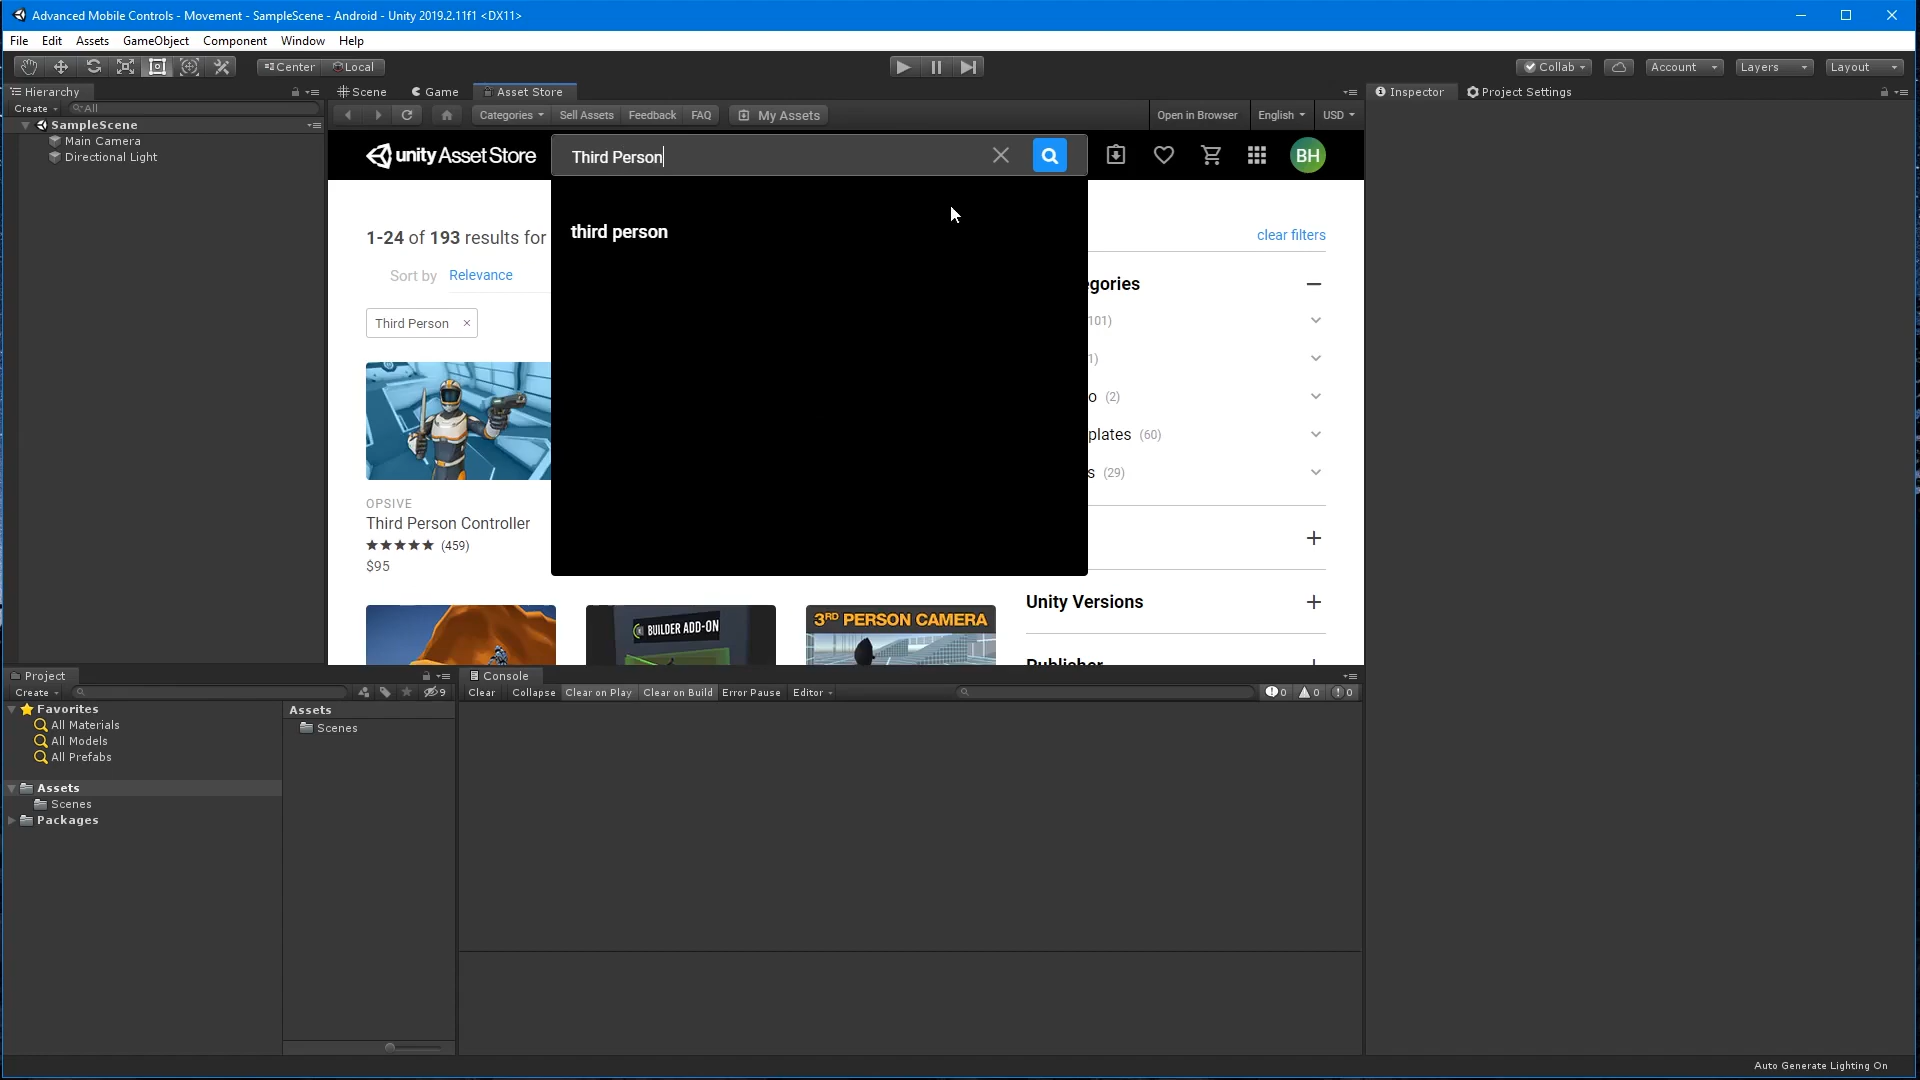 Advanced Mobile Controls - Movement - SampleScene - Android - Unity 2019.2.11f1 <DX11>
File Edit Assets GameObject Component Window Help
Center Local
Collab Account Layers Layout
Hierarchy
Create All
SampleScene
Main Camera
Directional Light
Scene Game Asset Store
Categories Sell Assets Feedback FAQ My Assets Open in Browser English USD
unity Asset Store
Third Person
BH
third person
1-24 of 193 results for
Sort by Relevance
Third Person ×
clear filters
egories
101)
1)
o (2)
plates (60)
s (29)
OPSIVE
Third Person Controller
(459)
$95
Unity Versions
BUILDER ADD-ON
3RD PERSON CAMERA
Publisher
Inspector Project Settings
Project
Create
9
Favorites
All Materials
All Models
All Prefabs
Assets
Scenes
Packages
Assets
Scenes
Console
Clear Collapse Clear on Play Clear on Build Error Pause Editor
0 0 0
Auto Generate Lighting On